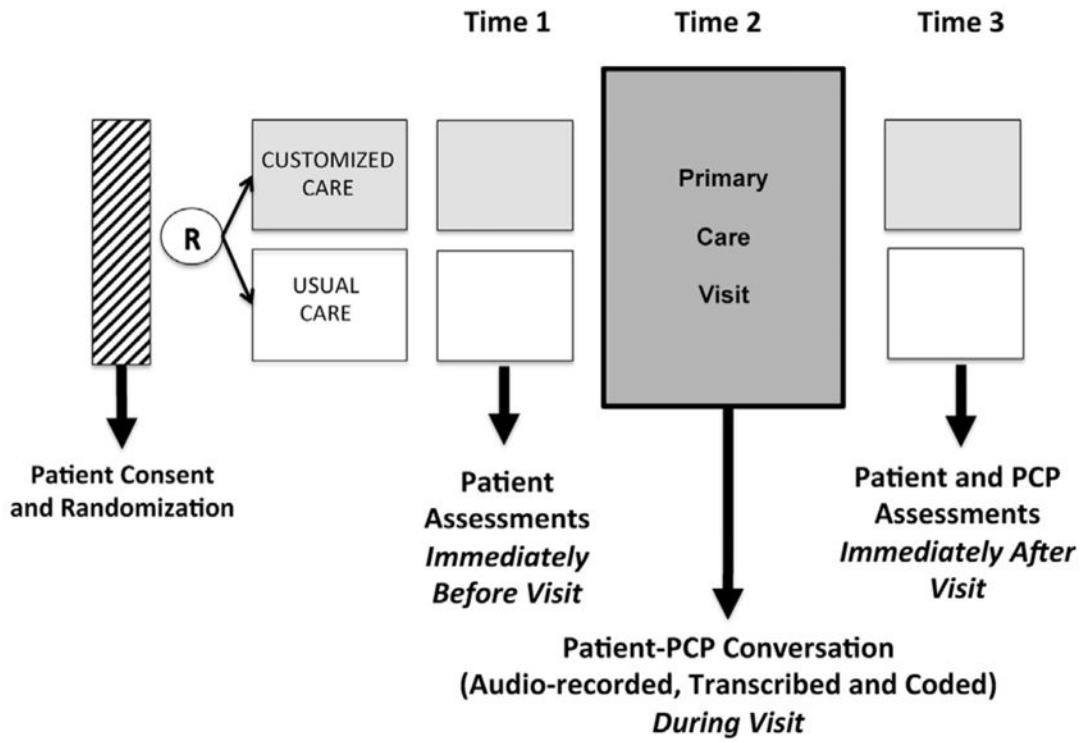 Time 1
Time 2
Time 3
R
CUSTOMIZED
CARE
USUAL
CARE
Primary
Care
Visit
Patient Consent
and Randomization
Patient
Assessments
Immediately
Before Visit
Patient-PCP Conversation
(Audio-recorded, Transcribed and Coded)
During Visit
Patient and PCP
Assessments
Immediately After
Visit